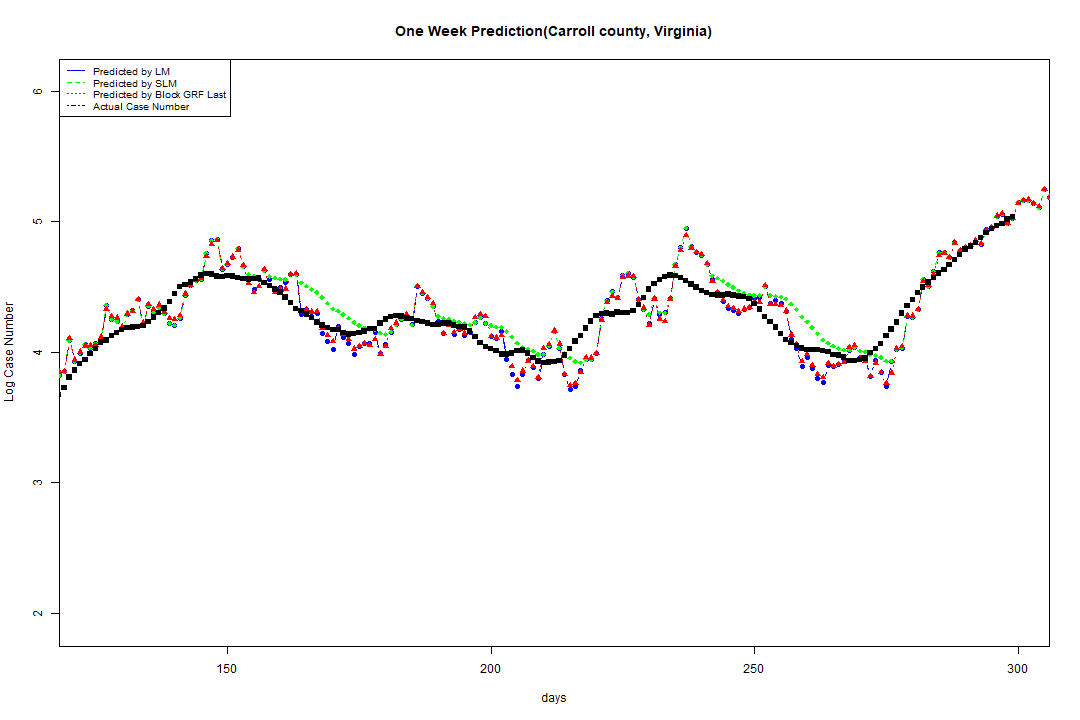 One Week Prediction(Carroll county, Virginia)
Predicted by LM
Predicted by SLM
Predicted by Block GRF Last
Actual Case Number
6
5
4
3
2
Log Case Number
150 200 250 300
days